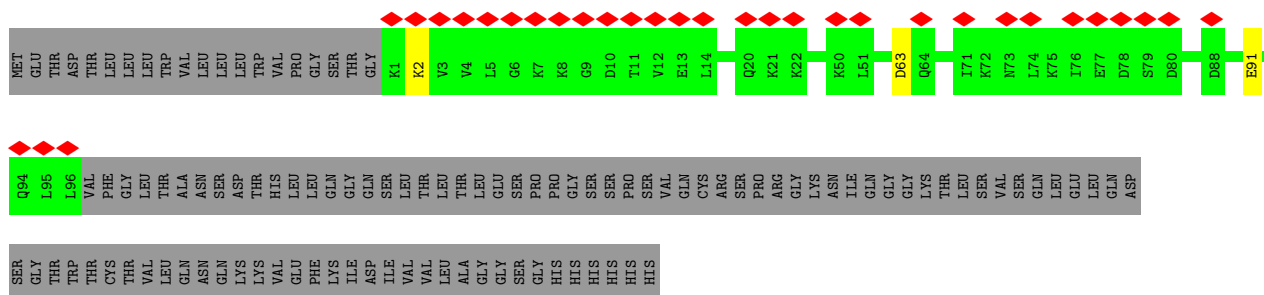 MET GLU THR ASP THR LEU LEU LEU TRP VAL LEU LEU LEU TRP VAL PRO GLY SER THR GLY K1 K2 V3 V4 L5 G6 K7 K8 G9 D10 T11 V12 E13 L14 Q20 K21 K22 K50 L51 D63 Q64 I71 K72 N73 L74 K75 I76 E77 D78 S79 D80 D88 E91
Q94 L95 L96 VAL PHE GLY LEU THR ALA ASN SER ASP THR HIS LEU LEU GLN GLY GLN SER LEU THR LEU THR LEU GLU SER PRO PRO GLY SER SER PRO SER VAL GLN CYS ARG SER PRO ARG GLY LYS ASN ILE GLN GLY GLY LYS THR LEU SER VAL SER GLN LEU GLU LEU GLN ASP
SER GLY THR TRP THR CYS THR VAL LEU GLN ASN GLN LYS LYS VAL GLU PHE LYS ILE ASP ILE VAL VAL LEU ALA GLY GLY SER GLY HIS HIS HIS HIS HIS HIS